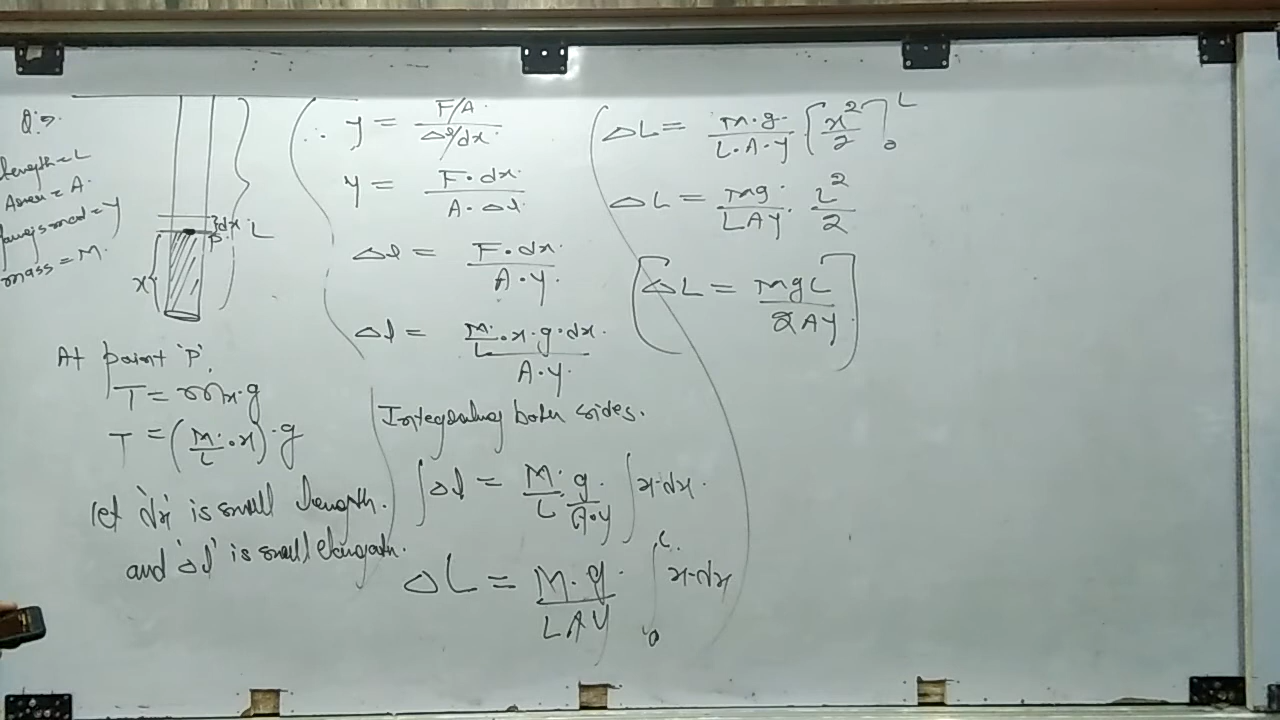 Q:⇒
Length = L
Area = A.
mod = Y
mass = M.
dx
P.
L
x
At point 'P'.
T = mx.g
T = (M/L . x) . g
let 'dx' is small length.
and 'Δl' is small
∴ Y = F/A / Δl/dx
Y = F.dx / A.Δl
Δl = F.dx / A.Y.
Δl = M/L . x . g . dx. / A.Y.
Integrating both sides.
∫Δl = M/L . g/A.Y ∫x.dx.
ΔL = M.g. / LAY ∫₀ᴸ x.dx
ΔL = M.g. / L.A.Y [x²/2]₀ᴸ
ΔL = Mg / LAY . L²/2
[ΔL = MgL / 2AY]